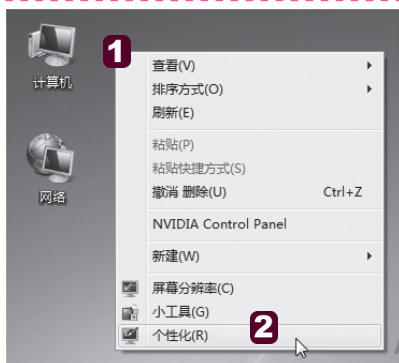 1
计算机
网络
查看(V)
排序方式(O)
刷新(E)
粘贴(P)
粘贴快捷方式(S)
撤消 删除(U) Ctrl+Z
NVIDIA Control Panel
新建(W)
屏幕分辨率(C)
小工具(G)
个性化(R)
2